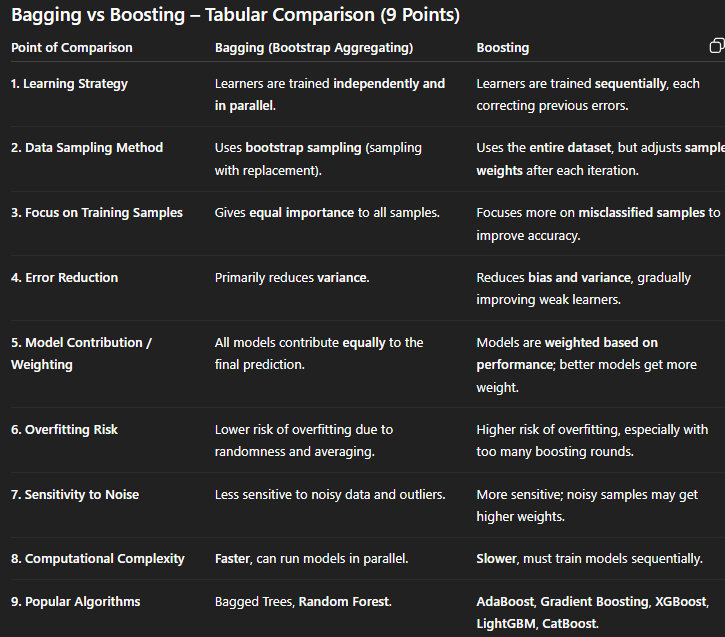 Bagging vs Boosting – Tabular Comparison (9 Points)
Point of Comparison Bagging (Bootstrap Aggregating) Boosting
1. Learning Strategy Learners are trained independently and Learners are trained sequentially, each
in parallel. correcting previous errors.
2. Data Sampling Method Uses bootstrap sampling (sampling Uses the entire dataset, but adjusts sample
with replacement). weights after each iteration.
3. Focus on Training Samples Gives equal importance to all samples. Focuses more on misclassified samples to
improve accuracy.
4. Error Reduction Primarily reduces variance. Reduces bias and variance, gradually
improving weak learners.
5. Model Contribution / All models contribute equally to the Models are weighted based on
Weighting final prediction. performance; better models get more
weight.
6. Overfitting Risk Lower risk of overfitting due to Higher risk of overfitting, especially with
randomness and averaging. too many boosting rounds.
7. Sensitivity to Noise Less sensitive to noisy data and outliers. More sensitive; noisy samples may get
higher weights.
8. Computational Complexity Faster, can run models in parallel. Slower, must train models sequentially.
9. Popular Algorithms Bagged Trees, Random Forest. AdaBoost, Gradient Boosting, XGBoost,
LightGBM, CatBoost.